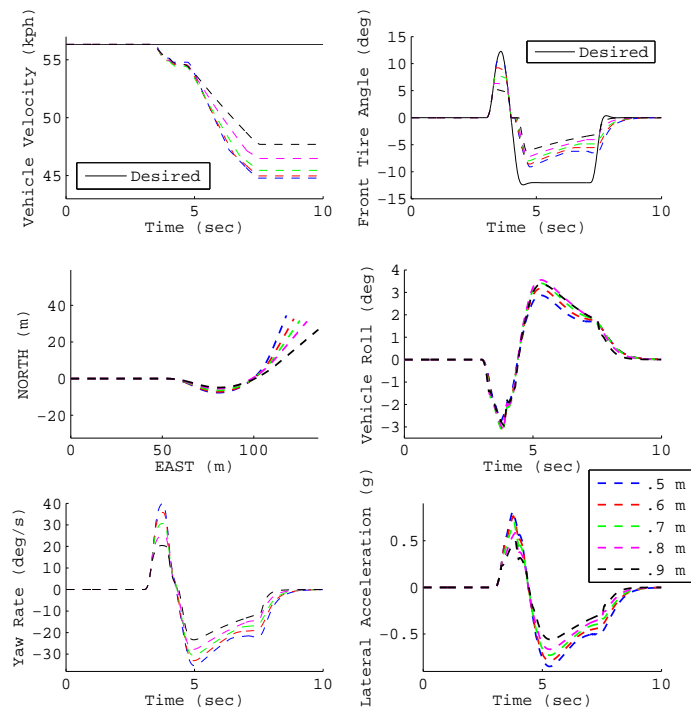 Vehicle Velocity (kph)
55
50
45
Desired
0
5
10
Time (sec)
Front Tire Angle (deg)
15
10
5
0
−5
−10
−15
Desired
0
5
10
Time (sec)
NORTH (m)
40
20
0
−20
0
50
100
EAST (m)
Vehicle Roll (deg)
4
3
2
1
0
−1
−2
−3
0
5
10
Time (sec)
Yaw Rate (deg/s)
40
30
20
10
0
−10
−20
−30
0
5
10
Time (sec)
Lateral Acceleration (g)
0.5
0
−0.5
0
5
10
Time (sec)
.5 m
.6 m
.7 m
.8 m
.9 m